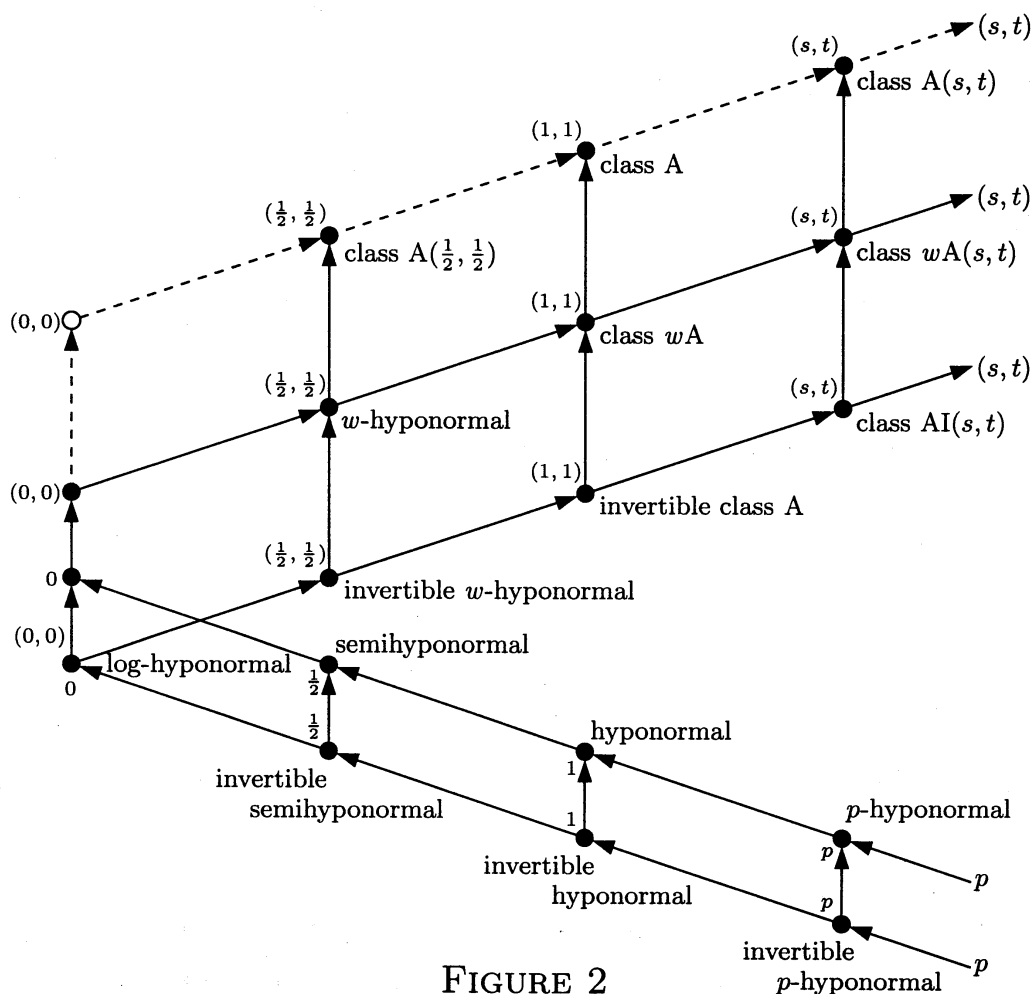 (s, t)
(s, t)
class A(s, t)
(1, 1)
class A
(s, t)
(1/2, 1/2)
(s, t)
class A(1/2, 1/2)
class wA(s, t)
(1, 1)
(0, 0)
class wA
(s, t)
(1/2, 1/2)
(s, t)
w-hyponormal
class AI(s, t)
(1, 1)
(0, 0)
invertible class A
(1/2, 1/2)
0
invertible w-hyponormal
(0, 0)
semihyponormal
log-hyponormal
0
1/2
1/2
hyponormal
1
invertible
semihyponormal
p-hyponormal
1
p
invertible
hyponormal
p
p
invertible
p-hyponormal
p
FIGURE 2